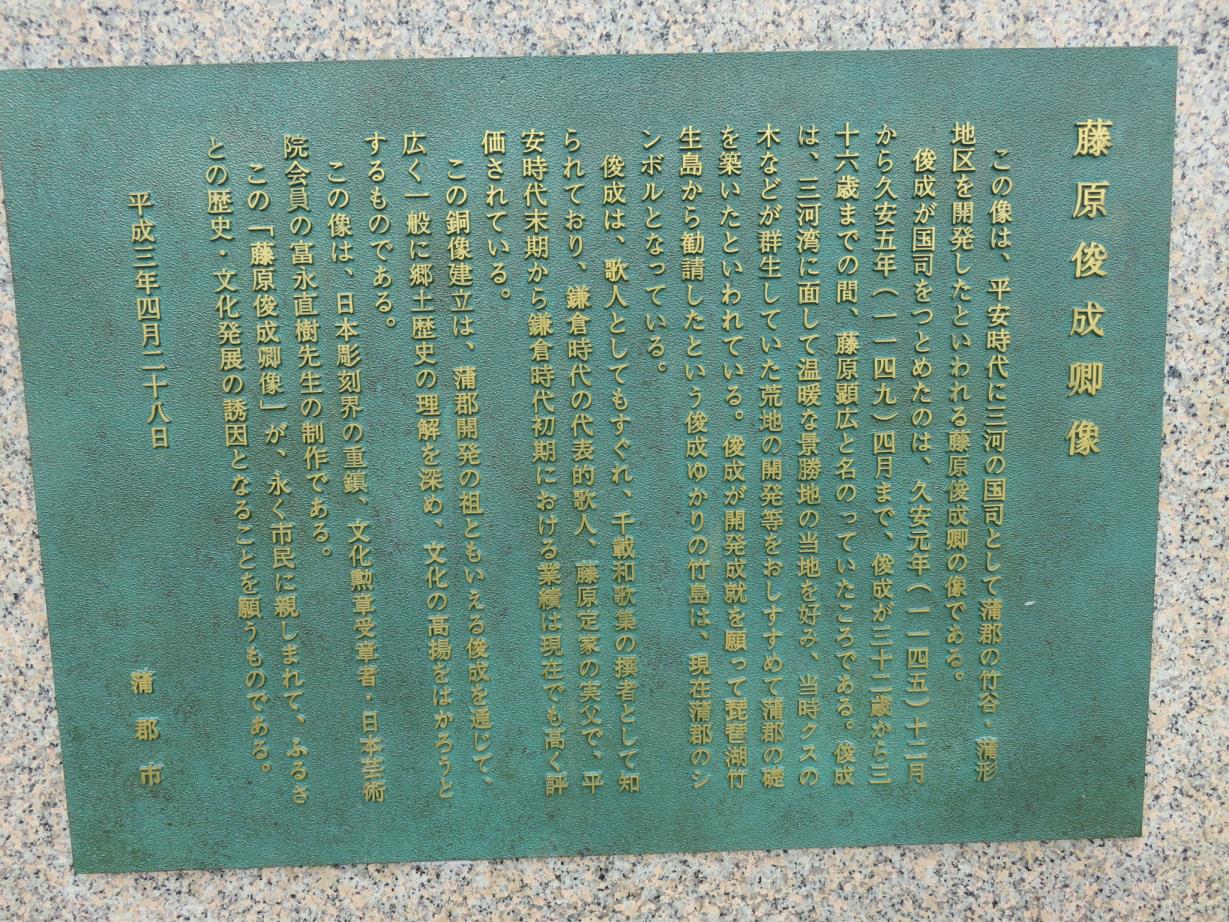 藤原俊成卿像
この像は、平安時代に三河の国司として蒲郡の竹谷・蒲形
地区を開発したといわれる藤原俊成卿の像である。
俊成が国司をつとめたのは、久安元年(一一四五)十二月
から久安五年(一一四九)四月まで、俊成が三十二歳から三
十六歳までの間、藤原顕広と名のっていたころである。俊成
は、三河湾に面して温暖な景勝地の当地を好み、当時クスの
木などが群生していた荒地の開発等をおしすすめて蒲郡の礎
を築いたといわれている。俊成が開発成就を願って琵琶湖竹
生島から勧請したという俊成ゆかりの竹島は、現在蒲郡のシ
ンボルとなっている。
俊成は、歌人としてもすぐれ、千載和歌集の撰者として知
られており、鎌倉時代の代表的歌人、藤原定家の実父で、平
安時代末期から鎌倉時代初期における業績は現在でも高く評
価されている。
この銅像建立は、蒲郡開発の祖ともいえる俊成を通じて、
広く一般に郷土歴史の理解を深め、文化の高揚をはかろうと
するものである。
この像は、日本彫刻界の重鎮、文化勲章受章者・日本芸術
院会員の富永直樹先生の制作である。
この「藤原俊成卿像」が、永く市民に親しまれて、ふるさ
との歴史・文化発展の誘因となることを願うものである。
平成三年四月二十八日
蒲郡市